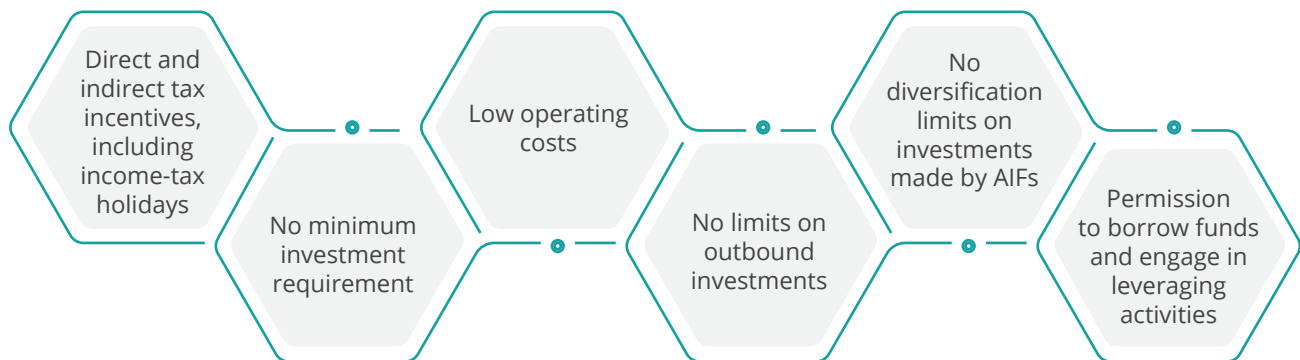 Direct and
indirect tax
incentives,
including
income-tax
holidays
No minimum
investment
requirement
Low operating
costs
No limits on
outbound
investments
No
diversification
limits on
investments
made by AIFs
Permission
to borrow funds
and engage in
leveraging
activities